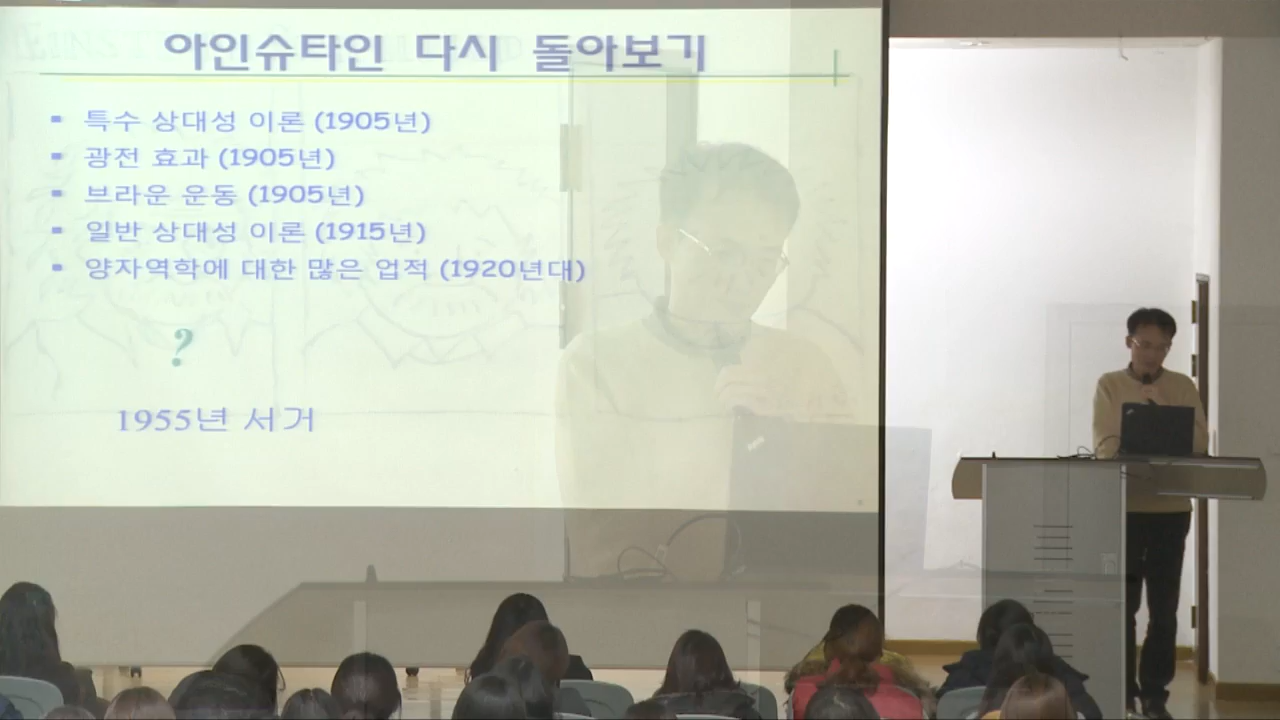 아인슈타인 다시 돌아보기
특수 상대성 이론 (1905년)
광전 효과 (1905년)
브라운 운동 (1905년)
일반 상대성 이론 (1915년)
양자역학에 대한 많은 업적 (1920년대)
?
1955년 서거